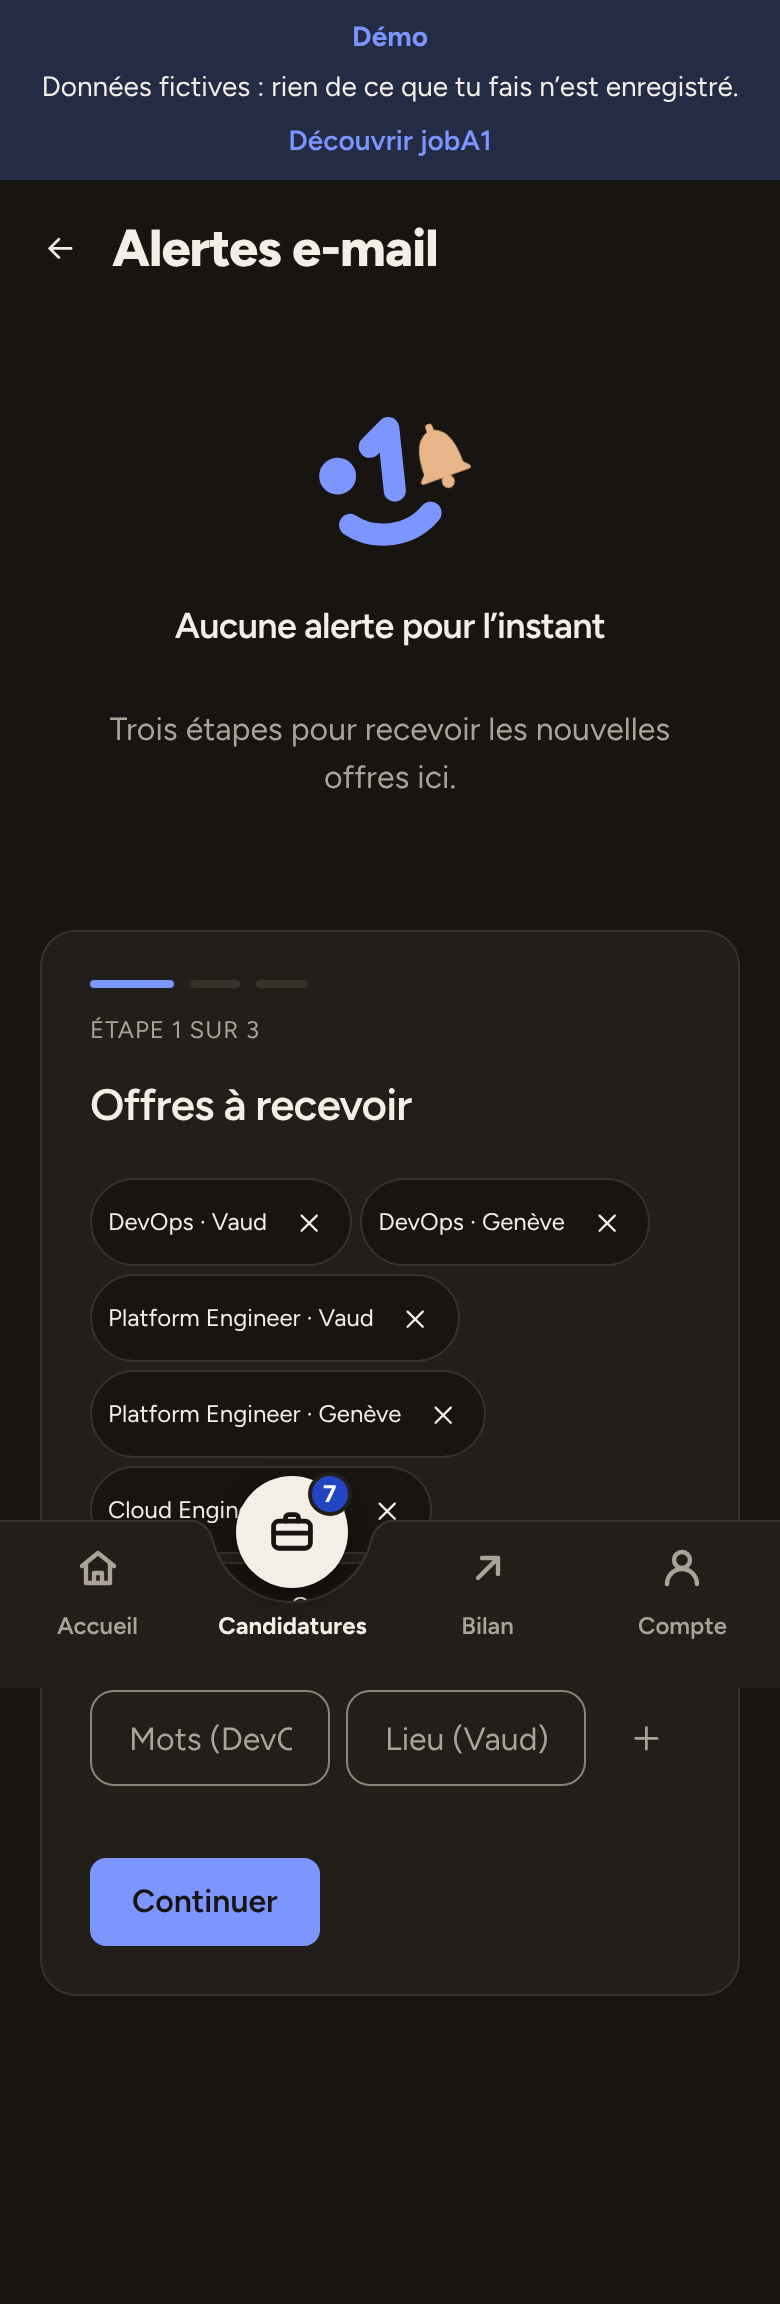 Démo
Données fictives : rien de ce que tu fais n’est enregistré.
Découvrir jobA1
Alertes e-mail
Aucune alerte pour l’instant
Trois étapes pour recevoir les nouvelles
offres ici.
ÉTAPE 1 SUR 3
Offres à recevoir
DevOps · Vaud
DevOps · Genève
Platform Engineer · Vaud
Platform Engineer · Genève
Cloud
7
Accueil
Candidatures
Bilan
Compte
Mots
Lieu (Vaud)
Continuer